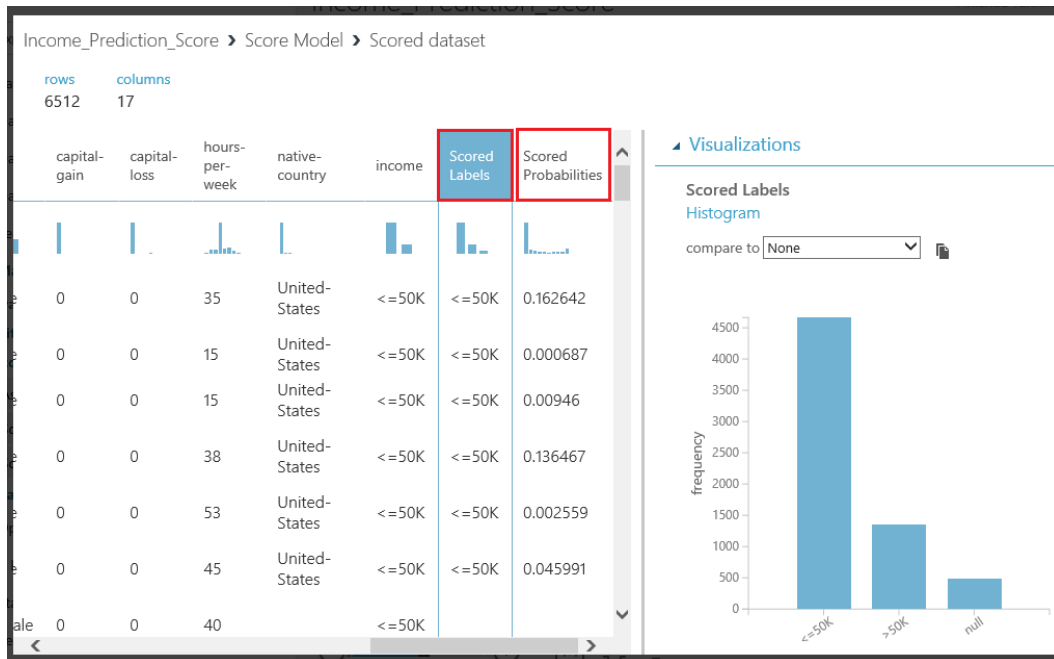 Income_Prediction_Score > Score Model > Scored dataset
rows columns
6512 17
capital-gain capital-loss hours-per-week native-country income Scored Labels Scored Probabilities
0 0 35 United-States <=50K <=50K 0.162642
0 0 15 United-States <=50K <=50K 0.000687
0 0 15 United-States <=50K <=50K 0.00946
0 0 38 United-States <=50K <=50K 0.136467
0 0 53 United-States <=50K <=50K 0.002559
0 0 45 United-States <=50K <=50K 0.045991
ale 0 0 40 <=50K
Visualizations
Scored Labels
Histogram
compare to None
frequency
4500
4000
3500
3000
2500
2000
1500
1000
500
0
<=50K >50K null